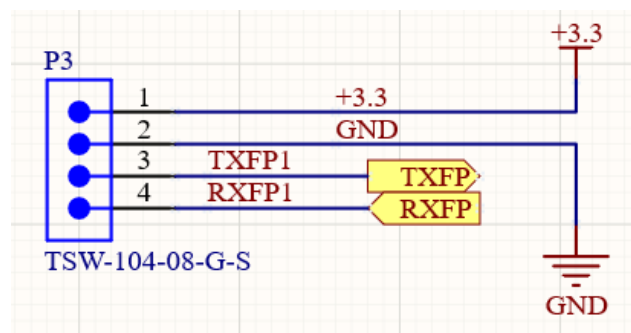 +3.3
P3
1 +3.3
2 GND
3 TXFP1 TXFP
4 RXFP1 RXFP
TSW-104-08-G-S
GND